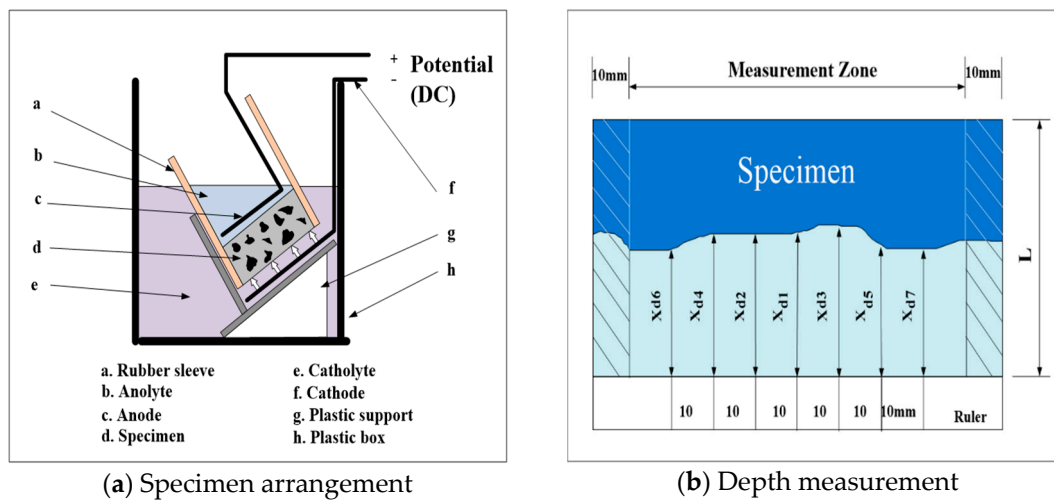 +
Potential
-
(DC)
a
b
c
d
e
f
g
h
a. Rubber sleeve
b. Anolyte
c. Anode
d. Specimen
e. Catholyte
f. Cathode
g. Plastic support
h. Plastic box
(a) Specimen arrangement
10mm Measurement Zone 10mm
Specimen
L
Xd6 Xd4 Xd2 Xd1 Xd3 Xd5 Xd7
10 10 10 10 10 10mm Ruler
(b) Depth measurement